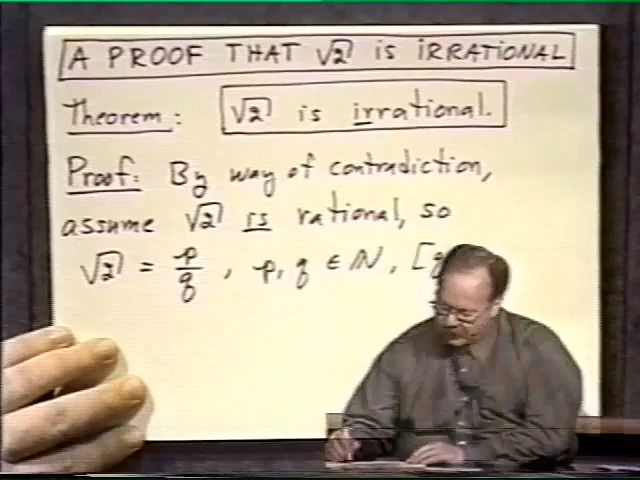 A PROOF THAT √2 IS IRRATIONAL
Theorem: √2 is irrational.
Proof: By way of contradiction,
assume √2 is rational, so
√2 = p/q, p, q ∈ ℕ, [